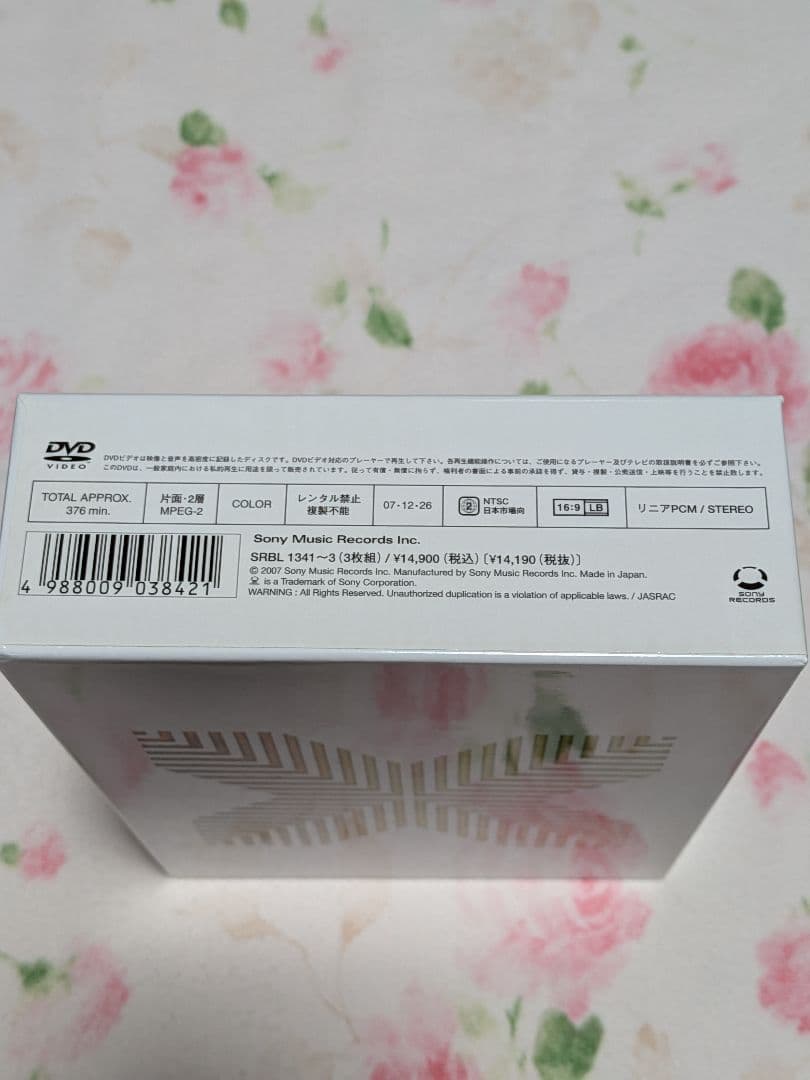 DVD VIDEO
DVDビデオは映像と音声を高密度に記録したディスクです。DVDビデオ対応のプレーヤーで再生して下さい。各再生機能操作については、ご使用になるプレーヤー及びテレビの取扱説明書を必ずご参照下さい。
このDVDは、一般家庭内における私的再生に用途を限って販売されています。従って有償・無償に拘らず、権利者の書面による事前の承諾を得ず、貸与・複製・公衆送信・上映等を行うことを禁止致します。
TOTAL APPROX. 376 min.
片面・2層 MPEG-2
COLOR
レンタル禁止 複製不能
07・12・26
2 NTSC 日本市場向
16:9 LB
リニアPCM / STEREO
4 988009 038421
Sony Music Records Inc.
SRBL 1341〜3 (3枚組) / ¥14,900 (税込) 〔¥14,190 (税抜)〕
© 2007 Sony Music Records Inc. Manufactured by Sony Music Records Inc. Made in Japan.
is a Trademark of Sony Corporation.
WARNING : All Rights Reserved. Unauthorized duplication is a violation of applicable laws. / JASRAC
SONY RECORDS